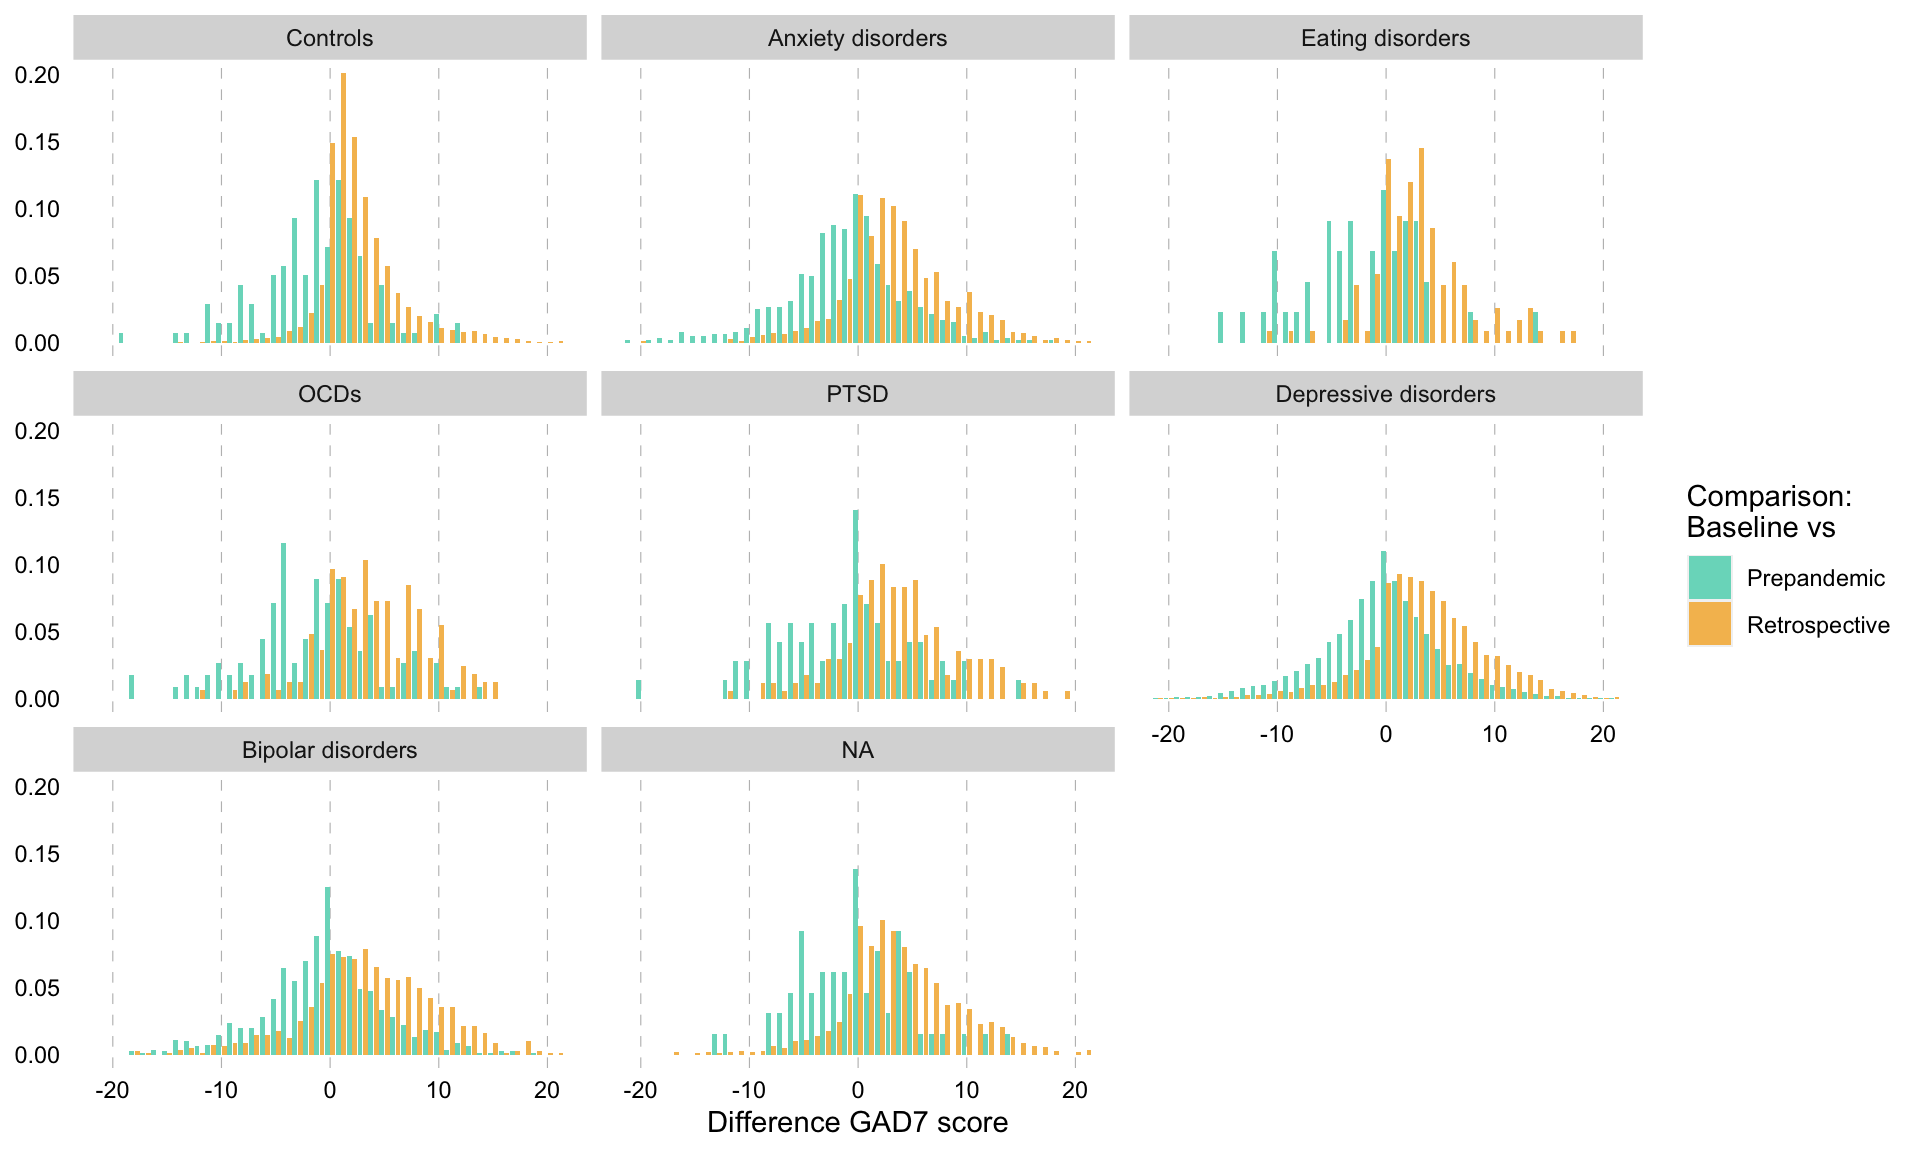 Controls
Anxiety disorders
Eating disorders
0.20
0.15
0.10
0.05
0.00
OCDs
PTSD
Depressive disorders
0.20
0.15
0.10
0.05
0.00
-20 -10 0 10 20
Bipolar disorders
NA
0.20
0.15
0.10
0.05
0.00
-20 -10 0 10 20
-20 -10 0 10 20
Difference GAD7 score
Comparison:
Baseline vs
Prepandemic
Retrospective